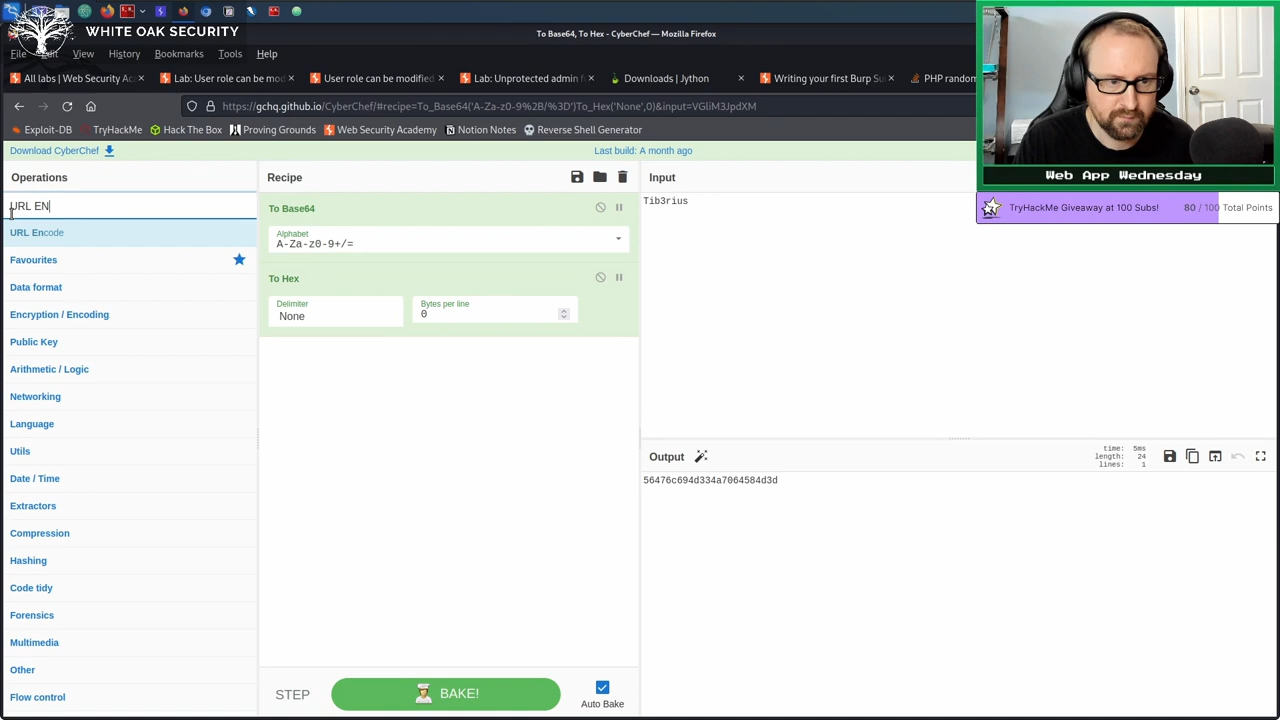 WHITE OAK SECURITY
To Base64, To Hex - CyberChef — Mozilla Firefox
File Edit View History Bookmarks Tools Help
All labs | Web Security Ac
Lab: User role can be mod
User role can be modified
Lab: Unprotected admin f
Downloads | Jython
Writing your first Burp Su
PHP random
https://gchq.github.io/CyberChef/#recipe=To_Base64('A-Za-z0-9%2B/%3D')To_Hex('None',0)&input=VGliM3JpdXM
Exploit-DB TryHackMe Hack The Box Proving Grounds Web Security Academy Notion Notes Reverse Shell Generator
Web App Wednesday
TryHackMe Giveaway at 100 Subs! 80 / 100 Total Points
Download CyberChef
Last build: A month ago
Operations
URL EN
URL Encode
Favourites
Data format
Encryption / Encoding
Public Key
Arithmetic / Logic
Networking
Language
Utils
Date / Time
Extractors
Compression
Hashing
Code tidy
Forensics
Multimedia
Other
Flow control
Recipe
To Base64
Alphabet
A-Za-z0-9+/=
To Hex
Delimiter
None
Bytes per line
0
STEP
BAKE!
Auto Bake
Input
Tib3rius
Output
time: 5ms
length: 24
lines: 1
56476c694d334a7064584d3d